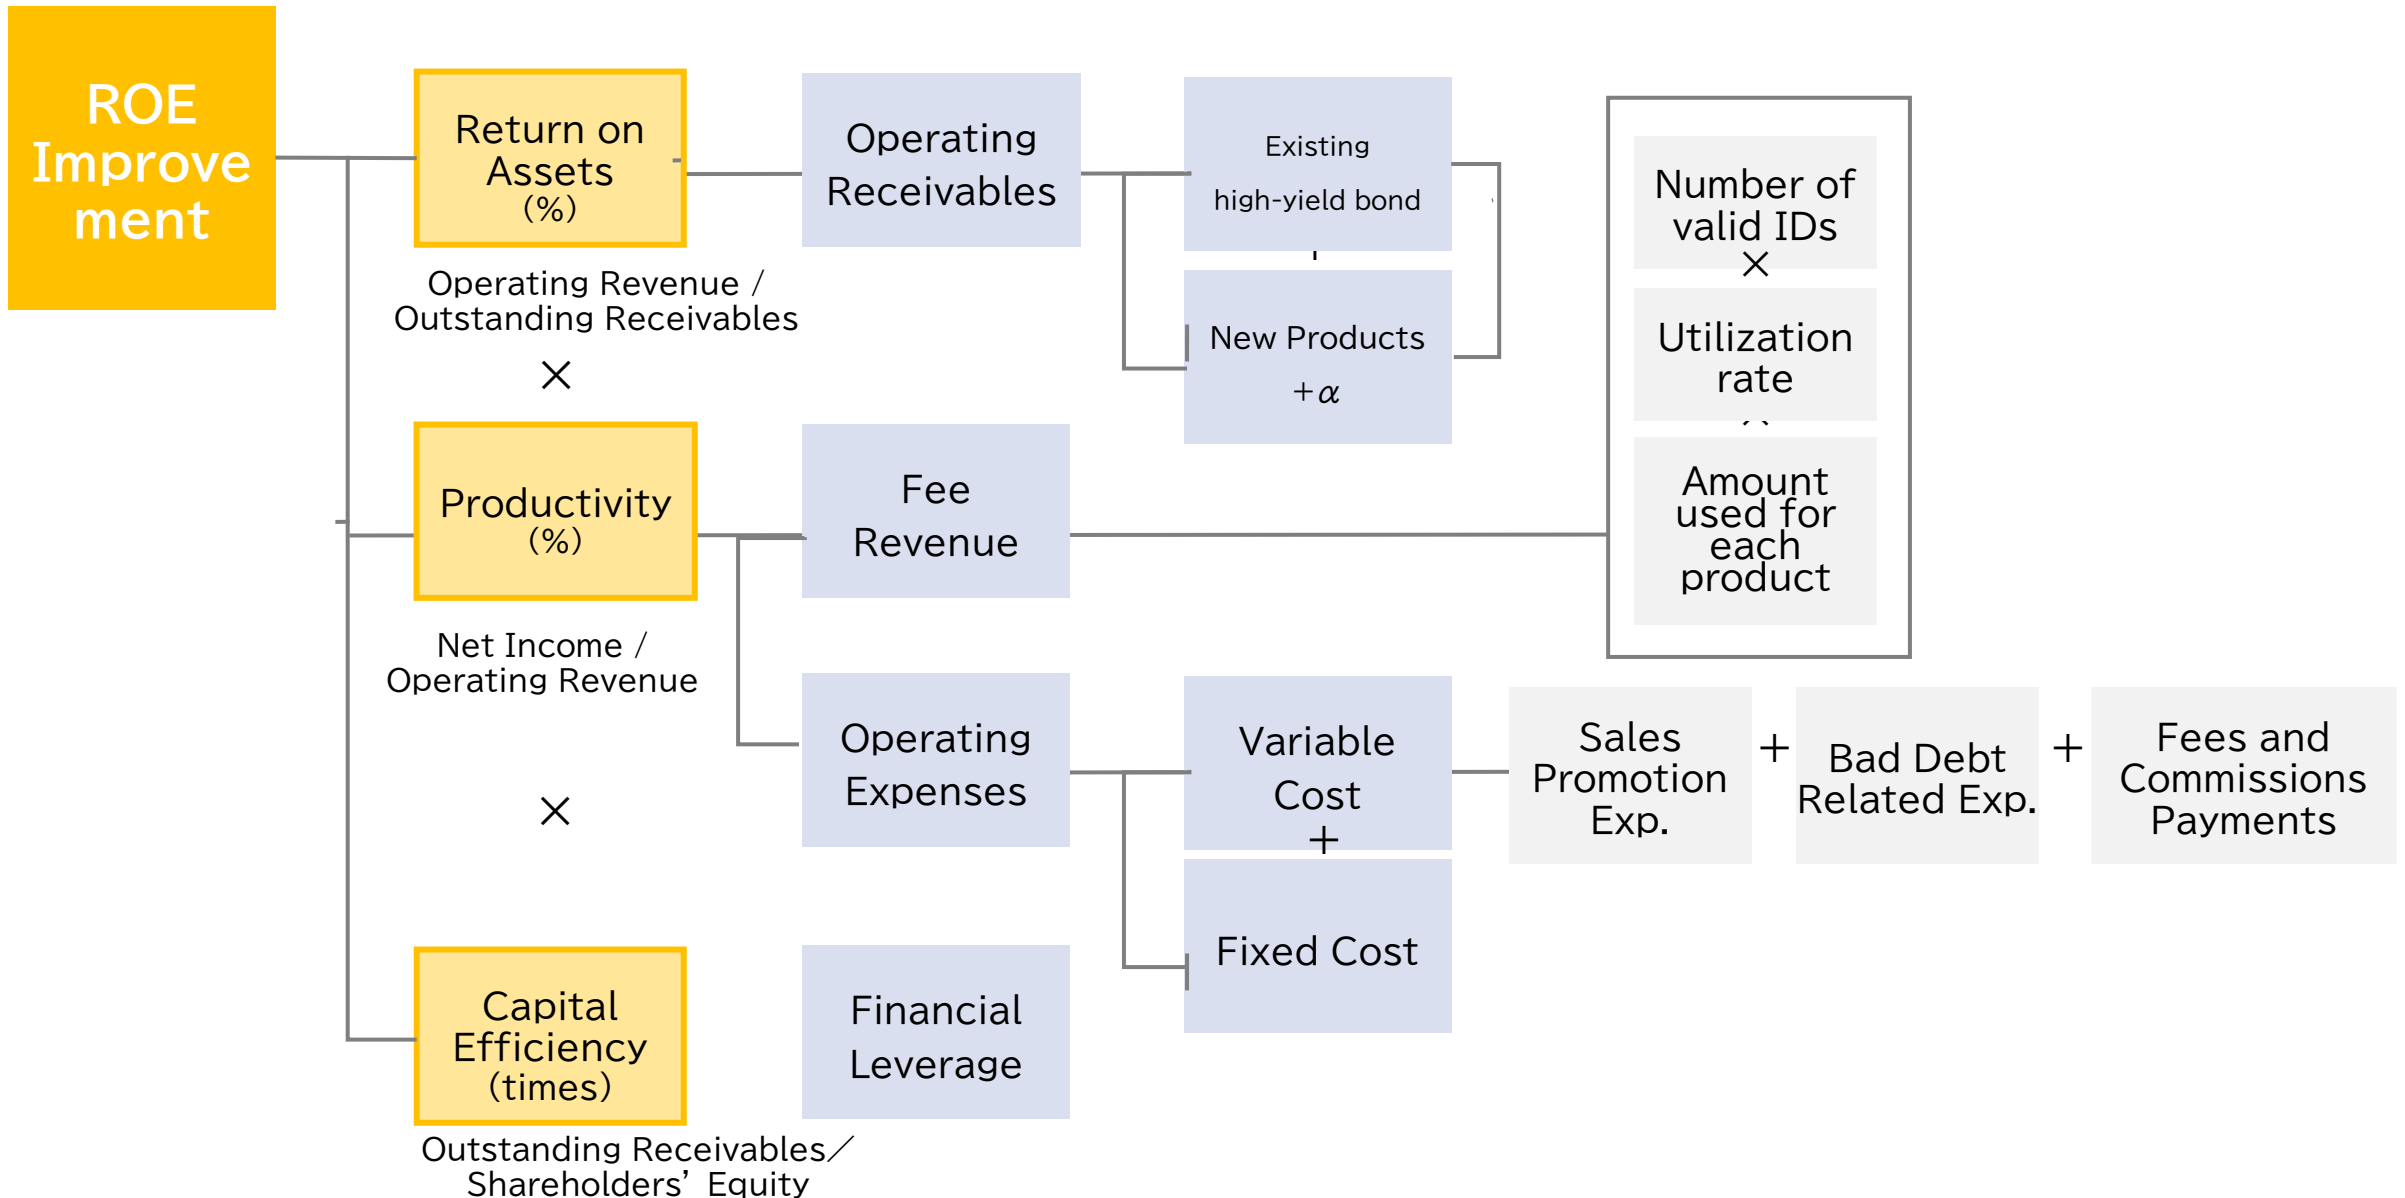 ROE
Improve
ment
Return on
Assets
(%)
Operating Revenue /
Outstanding Receivables
×
Productivity
(%)
Net Income /
Operating Revenue
×
Capital
Efficiency
(times)
Outstanding Receivables／
Shareholders’ Equity
Operating
Receivables
Fee
Revenue
Operating
Expenses
Financial
Leverage
Existing
high-yield bond
New Products
+α
Variable
Cost
+
Fixed Cost
Number of
valid IDs
×
Utilization
rate
Amount
used for
each
product
Sales
Promotion
Exp.
+
Bad Debt
Related Exp.
+
Fees and
Commissions
Payments